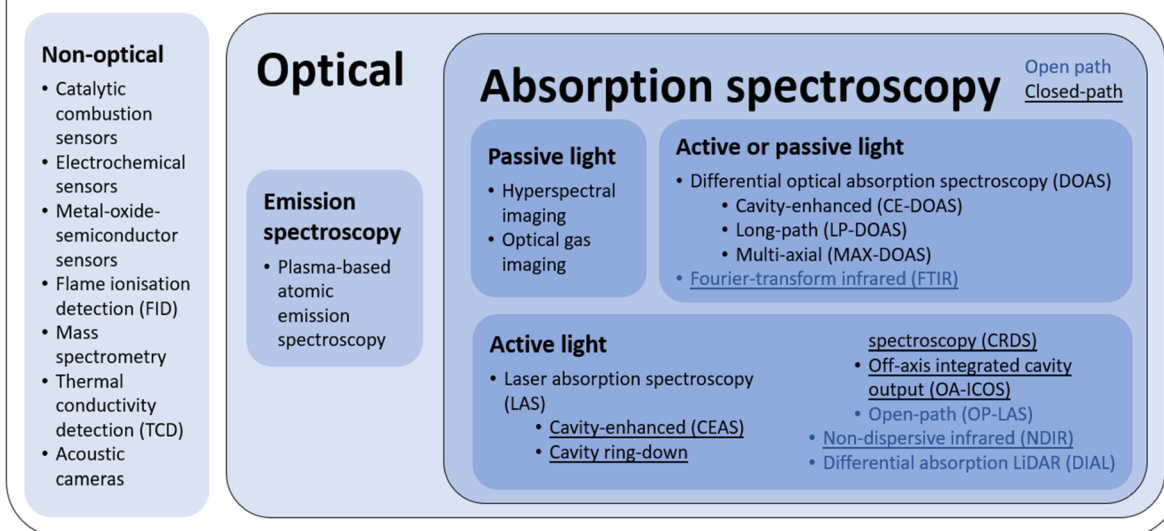 Non-optical
• Catalytic
combustion
sensors
• Electrochemical
sensors
• Metal-oxide-
semiconductor
sensors
• Flame ionisation
detection (FID)
• Mass
spectrometry
• Thermal
conductivity
detection (TCD)
• Acoustic
cameras
Optical
Emission
spectroscopy
• Plasma-based
atomic
emission
spectroscopy
Absorption spectroscopy
Open path
Closed-path
Passive light
• Hyperspectral
imaging
• Optical gas
imaging
Active or passive light
• Differential optical absorption spectroscopy (DOAS)
• Cavity-enhanced (CE-DOAS)
• Long-path (LP-DOAS)
• Multi-axial (MAX-DOAS)
• Fourier-transform infrared (FTIR)
Active light
• Laser absorption spectroscopy
(LAS)
• Cavity-enhanced (CEAS)
• Cavity ring-down
spectroscopy (CRDS)
• Off-axis integrated cavity
output (OA-ICOS)
• Open-path (OP-LAS)
• Non-dispersive infrared (NDIR)
• Differential absorption LiDAR (DIAL)